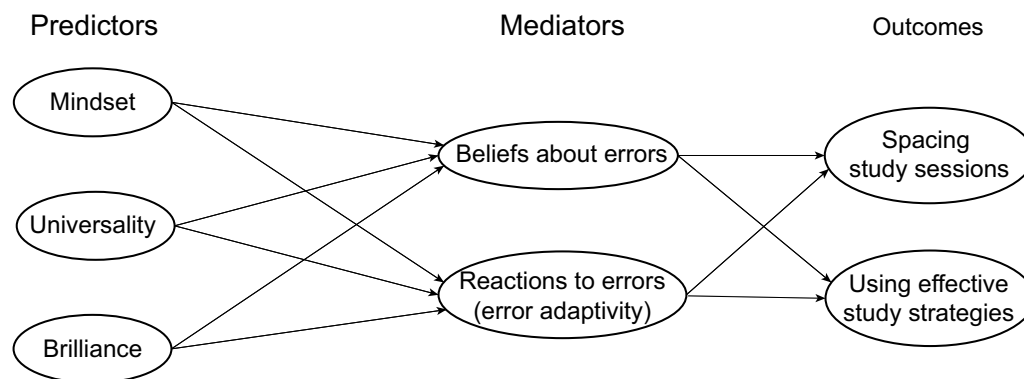 Predictors
Mediators
Outcomes
Mindset
Universality
Brilliance
Beliefs about errors
Reactions to errors
(error adaptivity)
Spacing
study sessions
Using effective
study strategies